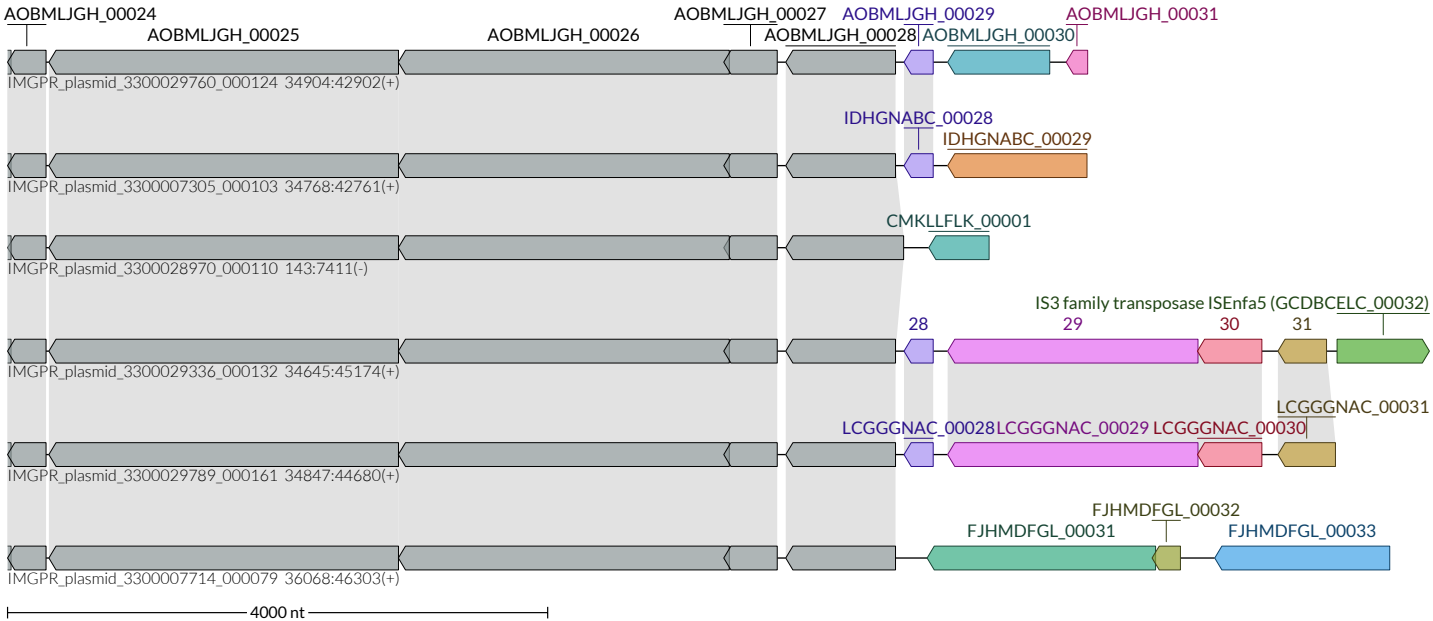 AOBMLJGH_00024 AOBMLJGH_00027 AOBMLJGH_00029 AOBMLJGH_00031
AOBMLJGH_00025 AOBMLJGH_00026 AOBMLJGH_00028 AOBMLJGH_00030
IMGPR_plasmid_3300029760_000124 34904:42902(+)
IDHGNABC_00028
IDHGNABC_00029
IMGPR_plasmid_3300007305_000103 34768:42761(+)
CMKLLFLK_00001
IMGPR_plasmid_3300028970_000110 143:7411(-)
IS3 family transposase ISEnfa5 (GCDBCELC_00032)
28 29 30 31
IMGPR_plasmid_3300029336_000132 34645:45174(+)
LCGGGNAC_00031
LCGGGNAC_00028 LCGGGNAC_00029 LCGGGNAC_00030
IMGPR_plasmid_3300029789_000161 34847:44680(+)
FJHMDFGL_00032
FJHMDFGL_00031 FJHMDFGL_00033
IMGPR_plasmid_3300007714_000079 36068:46303(+)
4000 nt